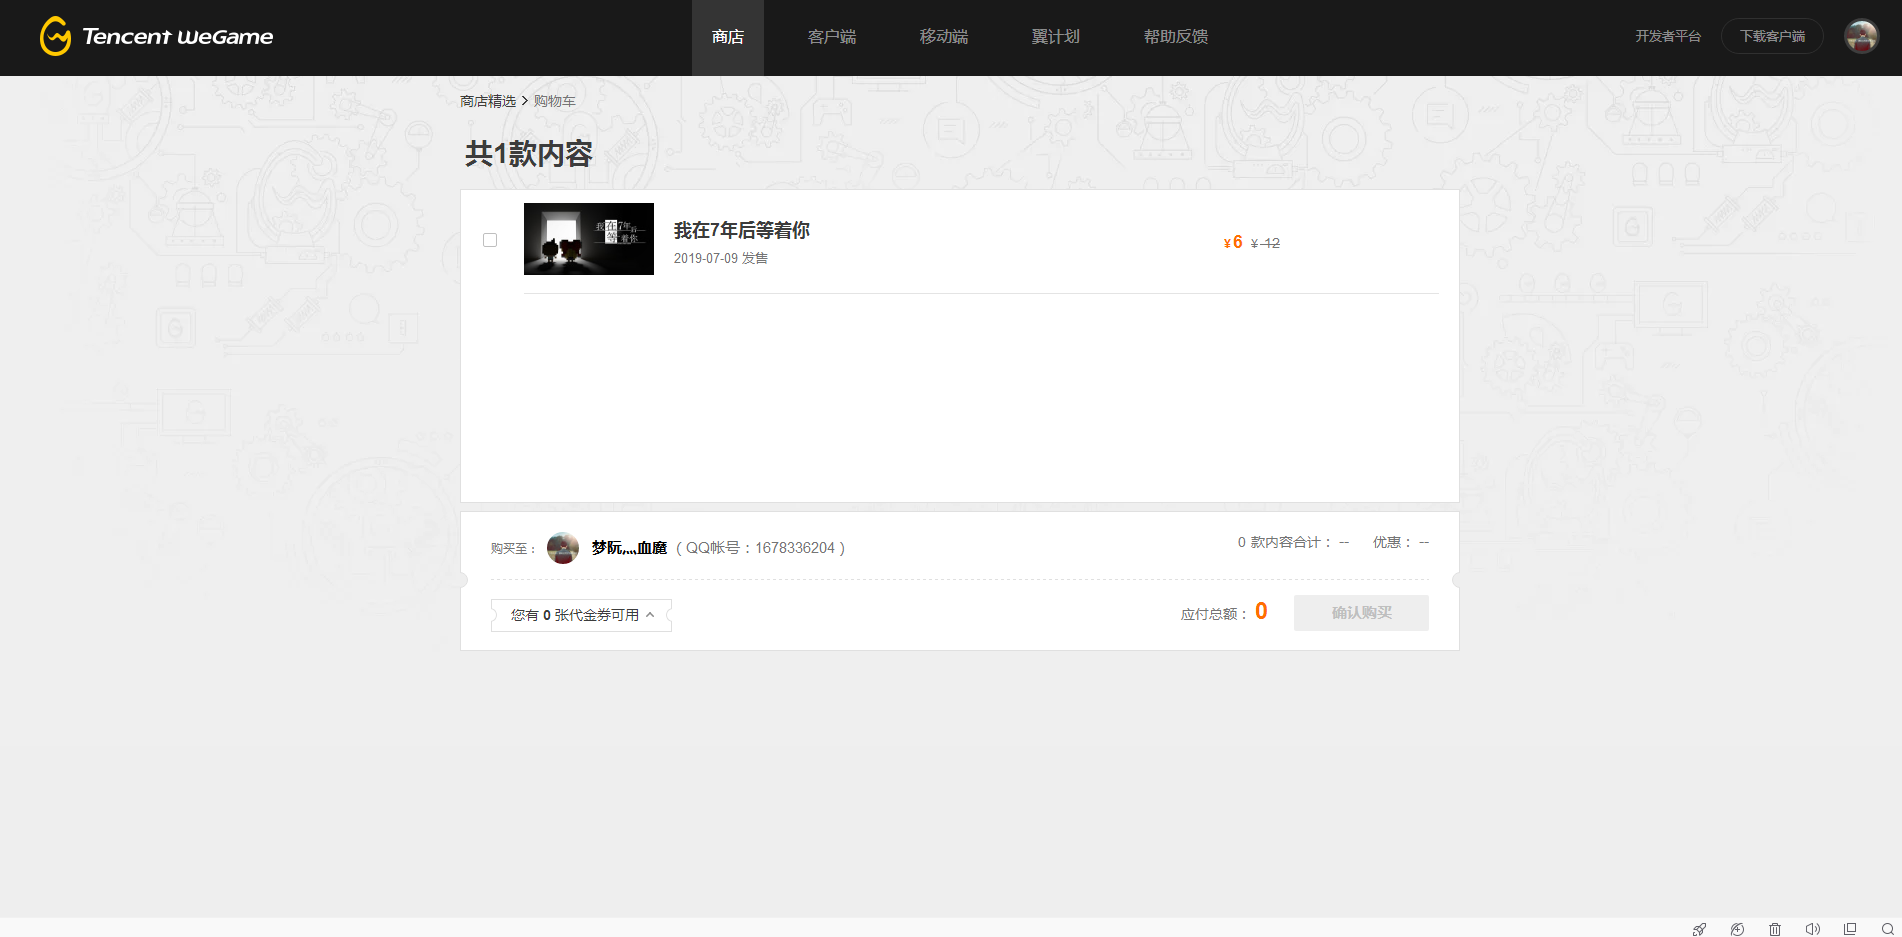 Tencent WeGame
商店 客户端 移动端 翼计划 帮助反馈
开发者平台 下载客户端
商店精选 > 购物车
共1款内容
我在7年后等着你
我在7年后等着你
2019-07-09 发售
¥6 ¥12
购买至： 梦阮灬血魔 ( QQ帐号：1678336204 )
0 款内容合计： -- 优惠： --
您有 0 张代金券可用
应付总额： 0 确认购买